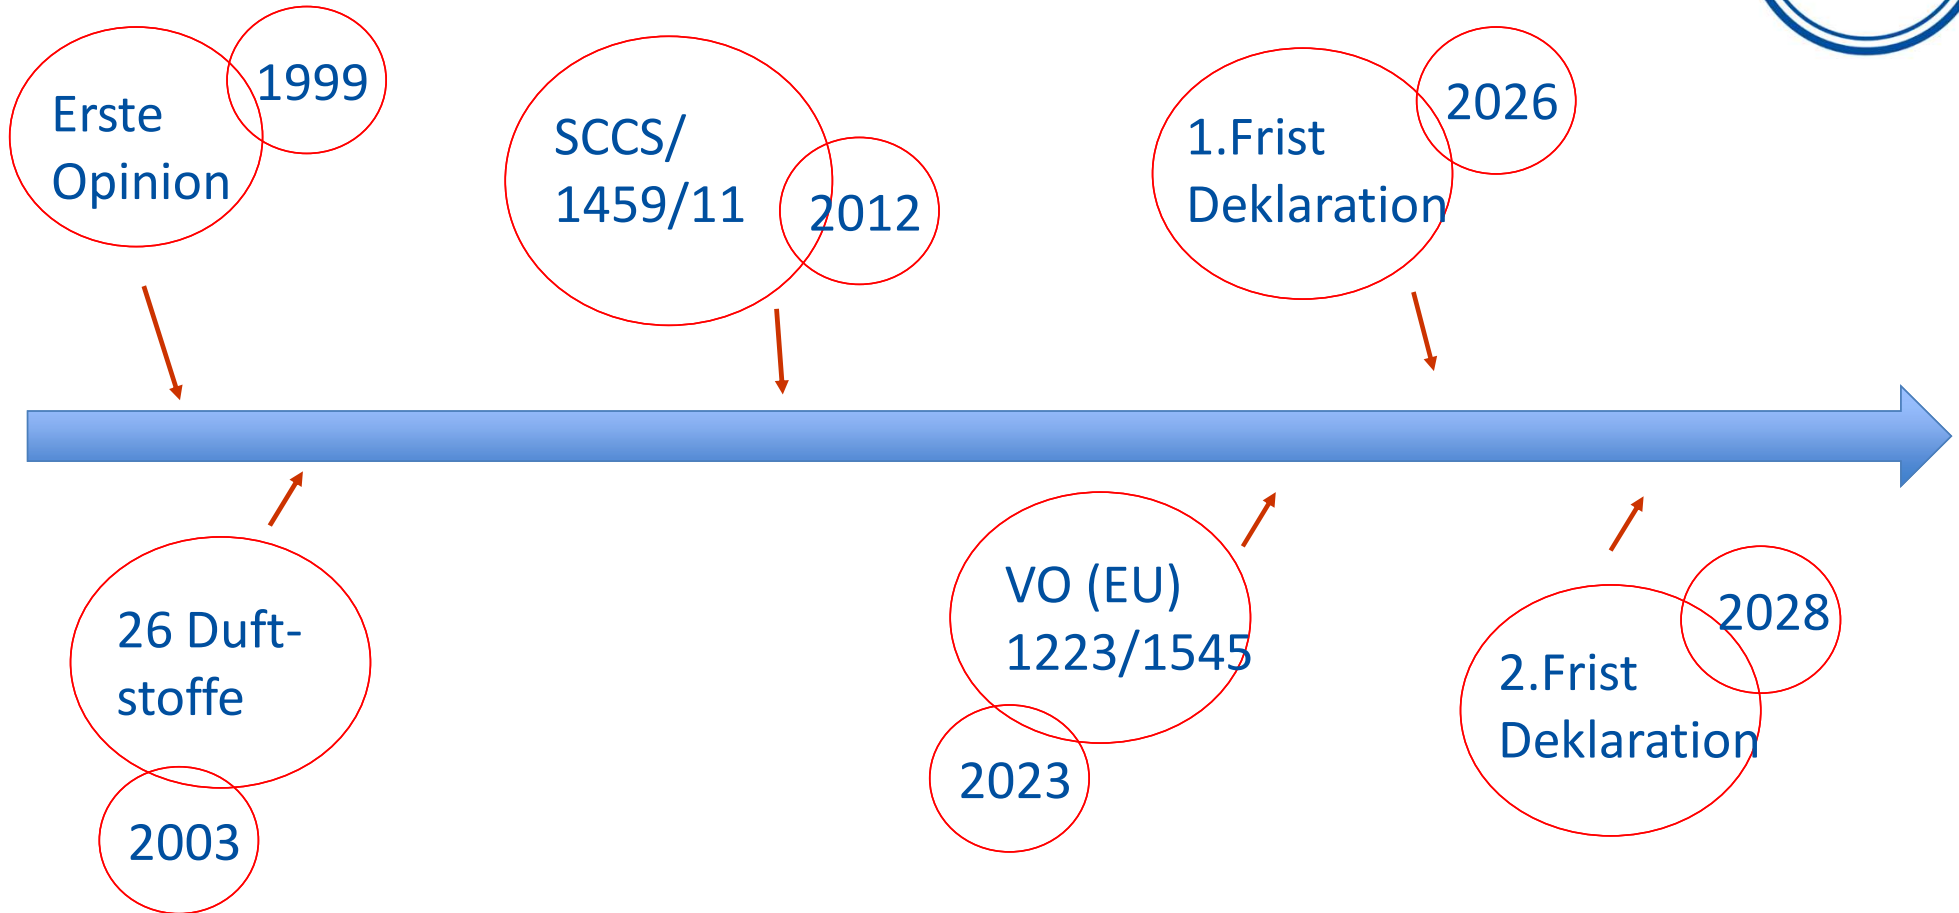 Erste
Opinion
1999
SCCS/
1459/11
2012
1.Frist
Deklaration
2026
26 Duft-
stoffe
2003
VO (EU)
1223/1545
2023
2.Frist
Deklaration
2028